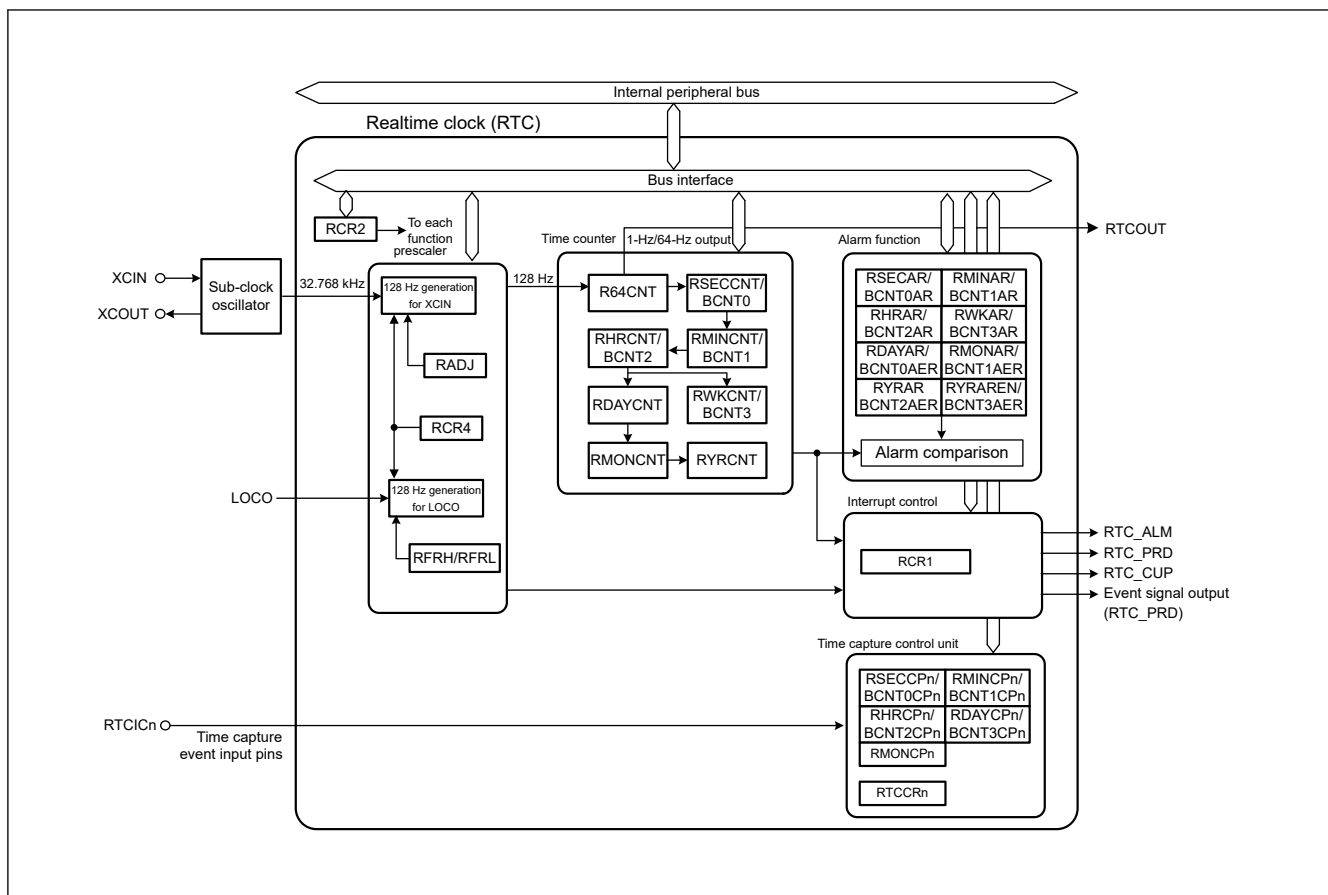 Internal peripheral bus
Realtime clock (RTC)
Bus interface
RCR2
To each
function
prescaler
Time counter
1-Hz/64-Hz output
Alarm function
RTCOUT
XCIN
XCOUT
Sub-clock
oscillator
32.768 kHz
128 Hz generation
for XCIN
RADJ
RCR4
LOCO
128 Hz generation
for LOCO
RFRH/RFRL
128 Hz
R64CNT
RSECCNT/
BCNT0
RHRCNT/
BCNT2
RMINCNT/
BCNT1
RDAYCNT
RWKCNT/
BCNT3
RMONCNT
RYRCNT
RSECAR/
BCNT0AR
RMINAR/
BCNT1AR
RHRAR/
BCNT2AR
RWKAR/
BCNT3AR
RDAYAR/
BCNT0AER
RMONAR/
BCNT1AER
RYRAR
BCNT2AER
RYRAREN/
BCNT3AER
Alarm comparison
Interrupt control
RCR1
RTC_ALM
RTC_PRD
RTC_CUP
Event signal output
(RTC_PRD)
Time capture control unit
RSECCPn/
BCNT0CPn
RMINCPn/
BCNT1CPn
RHRCPn/
BCNT2CPn
RDAYCPn/
BCNT3CPn
RMONCPn
RTCCRn
RTCICn
Time capture
event input pins